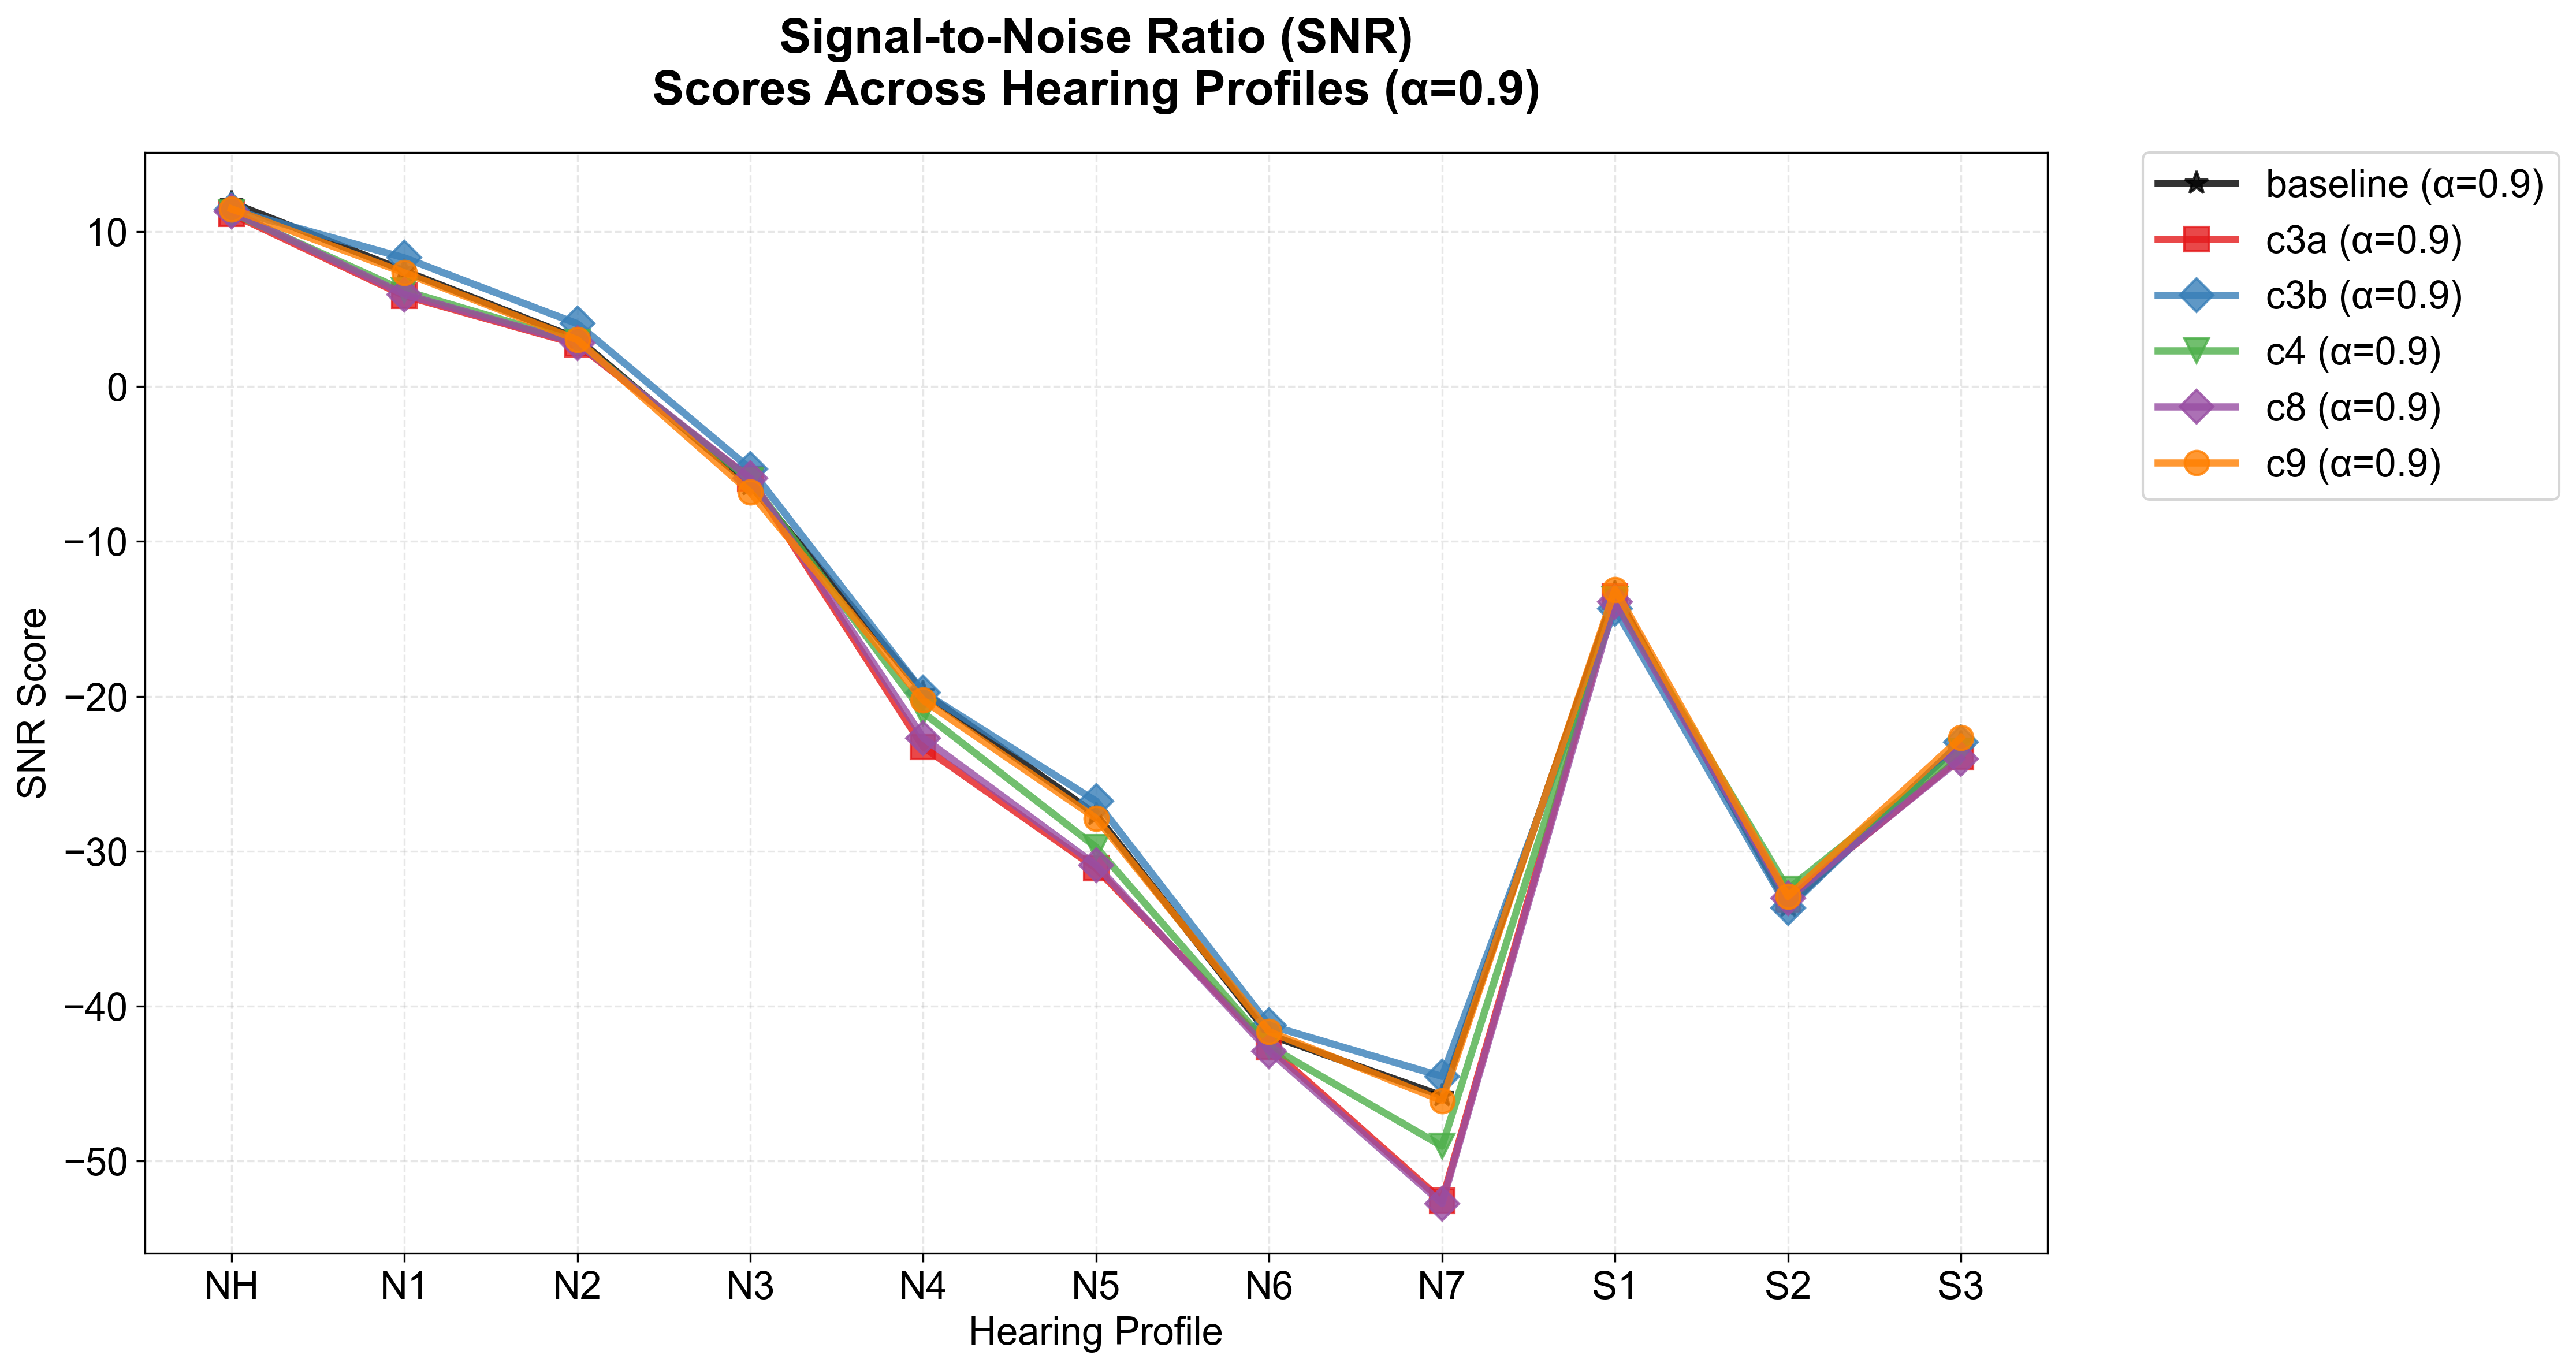 Signal-to-Noise Ratio (SNR)
Scores Across Hearing Profiles (α=0.9)
SNR Score
10
0
−10
−20
−30
−40
−50
NH
N1
N2
N3
N4
N5
N6
N7
S1
S2
S3
Hearing Profile
baseline (α=0.9)
c3a (α=0.9)
c3b (α=0.9)
c4 (α=0.9)
c8 (α=0.9)
c9 (α=0.9)